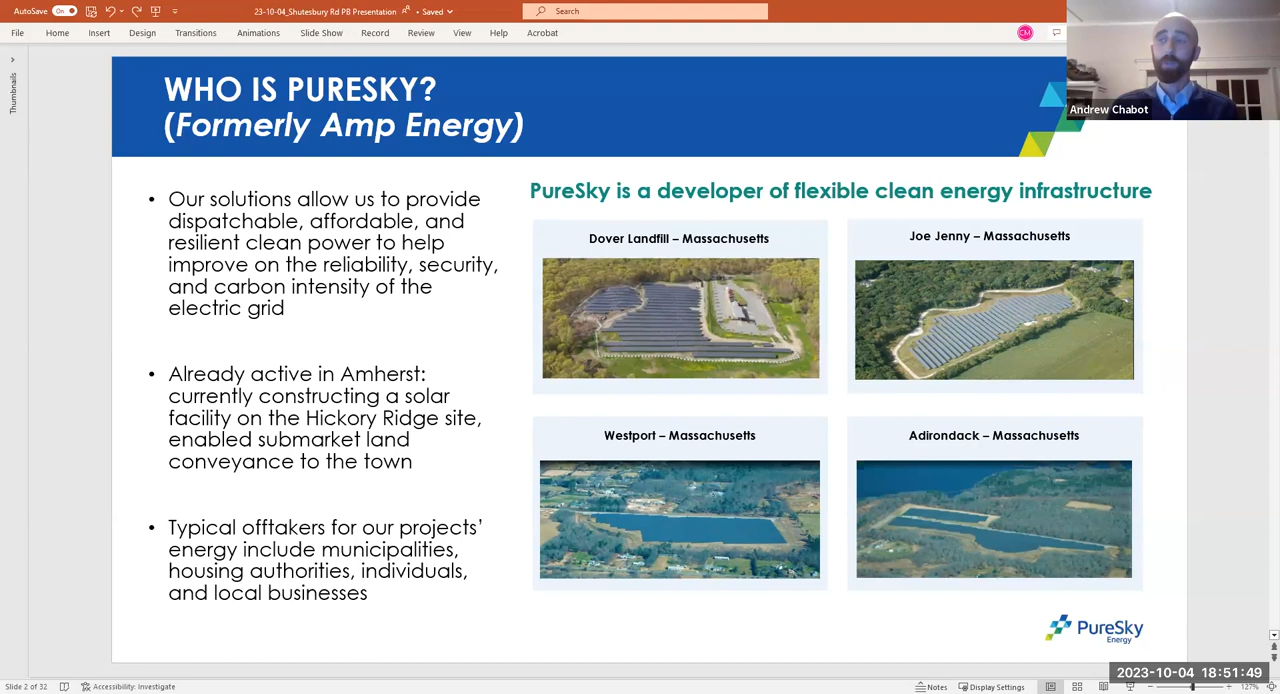 AutoSave On 23-10-04_Shutesbury Rd PB Presentation • Saved Search
File Home Insert Design Transitions Animations Slide Show Record Review View Help Acrobat CM
Thumbnails
Andrew Chabot
WHO IS PURESKY?
(Formerly Amp Energy)
• Our solutions allow us to provide
dispatchable, affordable, and
resilient clean power to help
improve on the reliability, security,
and carbon intensity of the
electric grid
• Already active in Amherst:
currently constructing a solar
facility on the Hickory Ridge site,
enabled submarket land
conveyance to the town
• Typical offtakers for our projects'
energy include municipalities,
housing authorities, individuals,
and local businesses
PureSky is a developer of flexible clean energy infrastructure
Dover Landfill – Massachusetts
Joe Jenny – Massachusetts
Westport – Massachusetts
Adirondack – Massachusetts
PureSky
Energy
2023-10-04 18:51:49
Slide 2 of 32 Accessibility: Investigate Notes Display Settings 127%